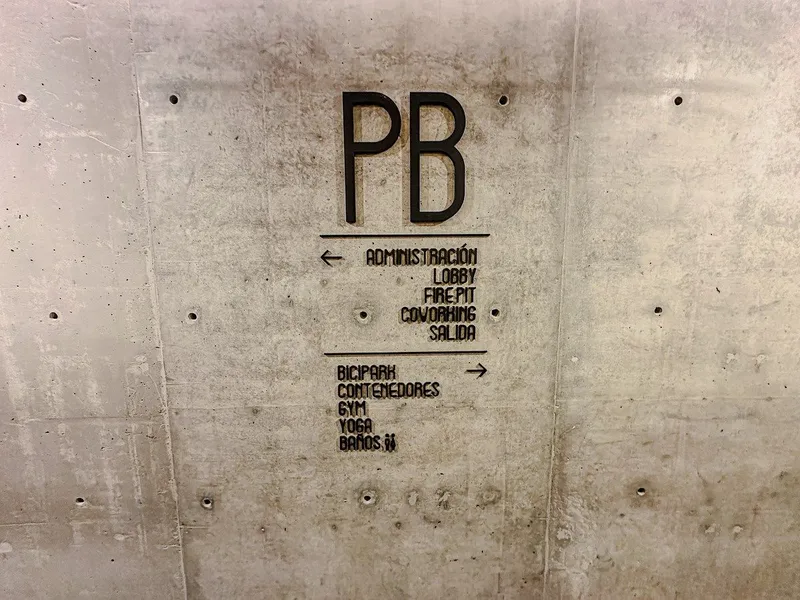 PB
← ADMINISTRACIÓN
LOBBY
FIRE PIT
COWORKING
SALIDA
BICIPARK →
CONTENEDORES
GYM
YOGA
BAÑOS